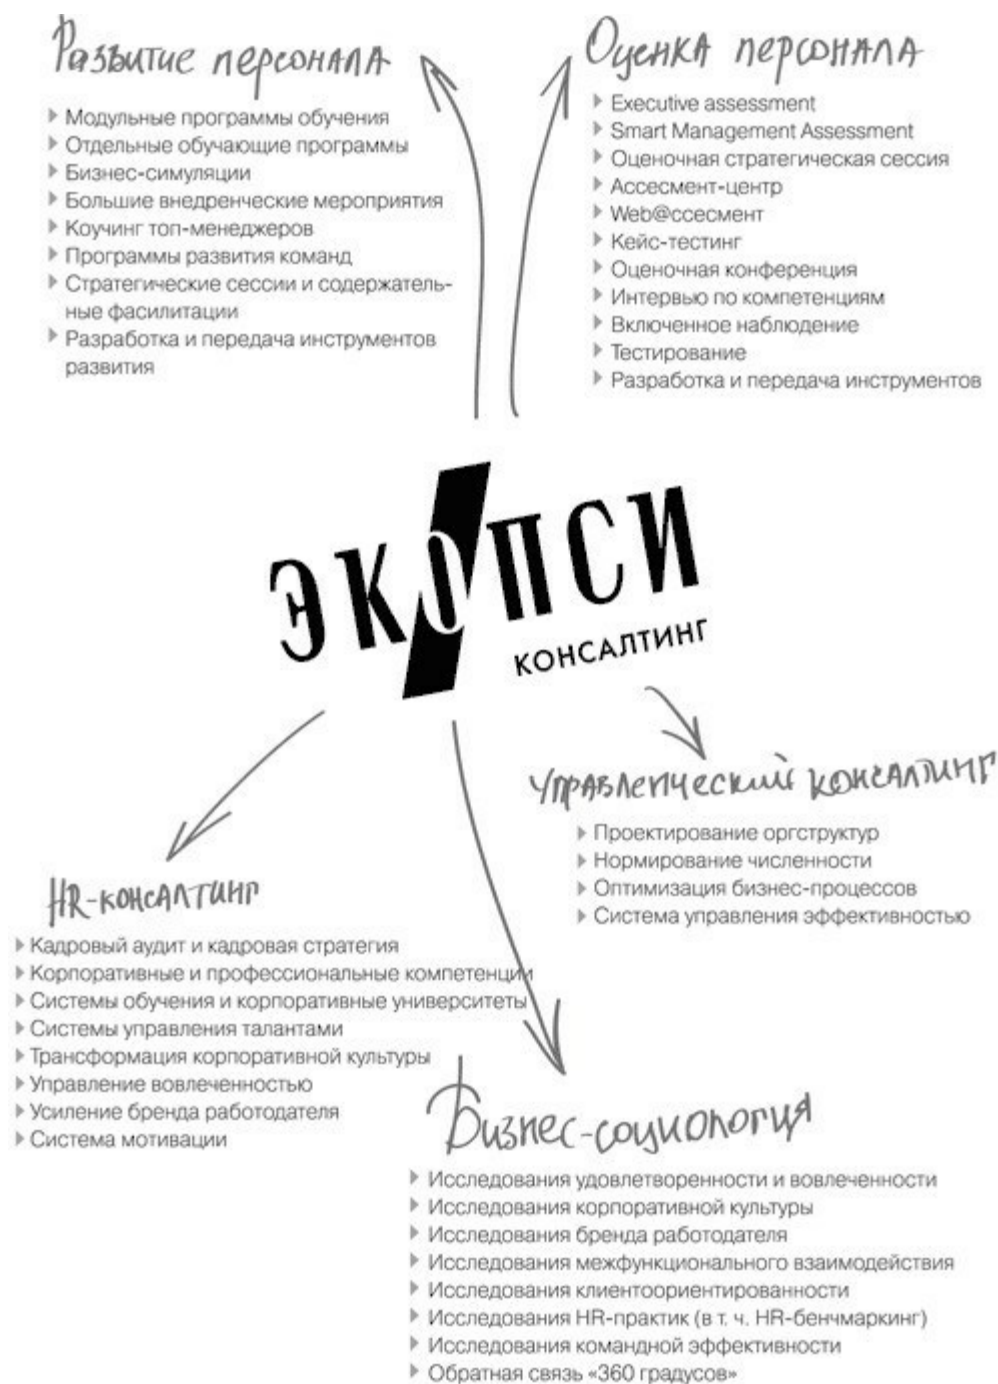 Развитие персонала
Модульные программы обучения
Отдельные обучающие программы
Бизнес-симуляции
Большие внедренческие мероприятия
Коучинг топ-менеджеров
Программы развития команд
Стратегические сессии и содержатель-
ные фасилитации
Разработка и передача инструментов
развития
Оценка персонала
Executive assessment
Smart Management Assessment
Оценочная стратегическая сессия
Ассесмент-центр
Web@ссесмент
Кейс-тестинг
Оценочная конференция
Интервью по компетенциям
Включенное наблюдение
Тестирование
Разработка и передача инструментов
ЭКОПСИ
КОНСАЛТИНГ
Управленческий консалтинг
Проектирование оргструктур
Нормирование численности
Оптимизация бизнес-процессов
Система управления эффективностью
HR-консалтинг
Кадровый аудит и кадровая стратегия
Корпоративные и профессиональные компетенции
Системы обучения и корпоративные университеты
Системы управления талантами
Трансформация корпоративной культуры
Управление вовлеченностью
Усиление бренда работодателя
Система мотивации
Бизнес-социология
Исследования удовлетворенности и вовлеченности
Исследования корпоративной культуры
Исследования бренда работодателя
Исследования межфункционального взаимодействия
Исследования клиентоориентированности
Исследования HR-практик (в т. ч. HR-бенчмаркинг)
Исследования командной эффективности
Обратная связь «360 градусов»